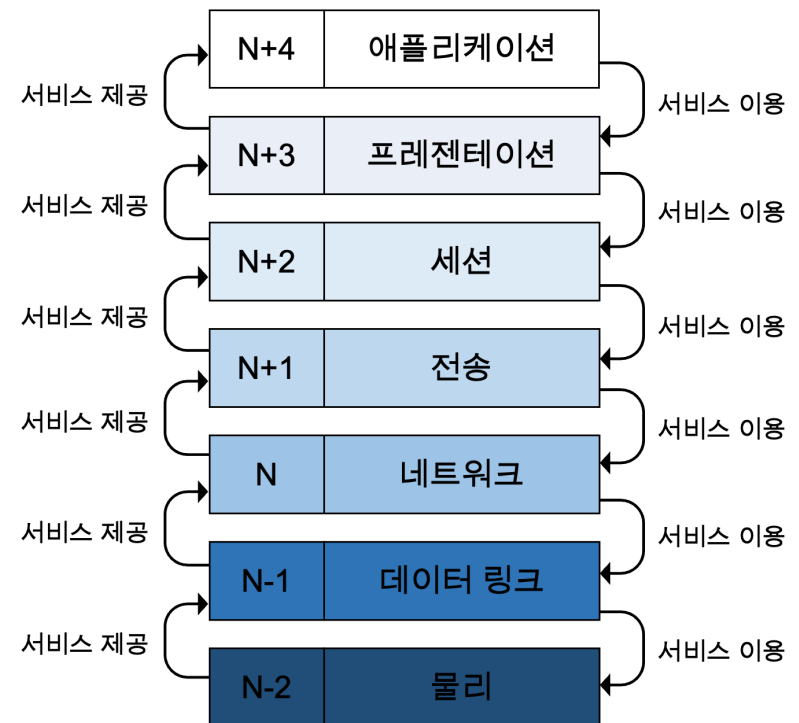 N+4 애플리케이션
서비스 제공 서비스 이용
N+3 프레젠테이션
서비스 제공 서비스 이용
N+2 세션
서비스 제공 서비스 이용
N+1 전송
서비스 제공 서비스 이용
N 네트워크
서비스 제공 서비스 이용
N-1 데이터 링크
서비스 제공 서비스 이용
N-2 물리